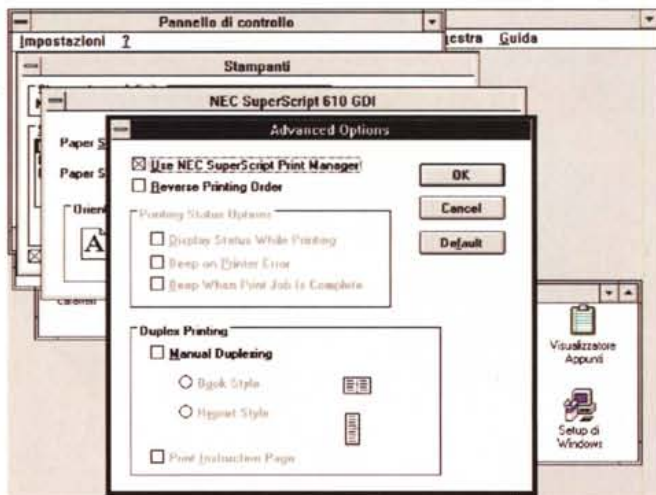 Pannello di controllo
Impostazioni ?
estra Guida
Stampanti
NEC SuperScript 610 GDI
Advanced Options
Paper S
Paper S
Orient
A
Use NEC SuperScript Print Manager
Reverse Printing Order
Printing Status Options
Display Status While Printing
Beep on Printer Error
Beep When Print Job Is Complete
OK
Cancel
Default
Duplex Printing
Manual Duplexing
Book Style
Style
Print Instruction Page
Visualizzatore
Appunti
Setup di
Windows